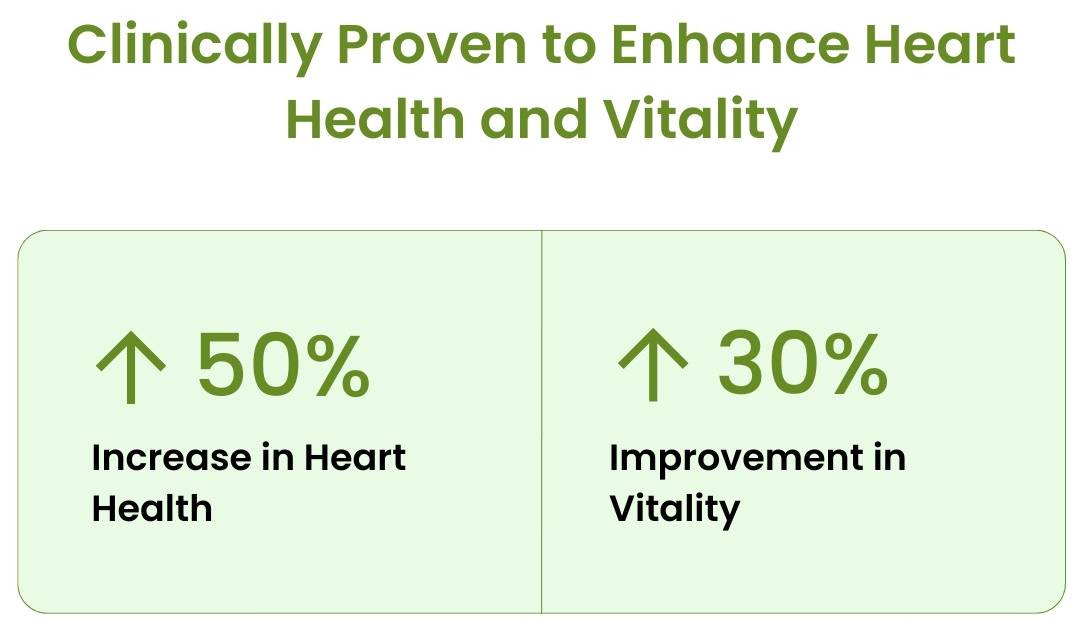 Clinically Proven to Enhance Heart
Health and Vitality
↑ 50%
Increase in Heart
Health
↑ 30%
Improvement in
Vitality